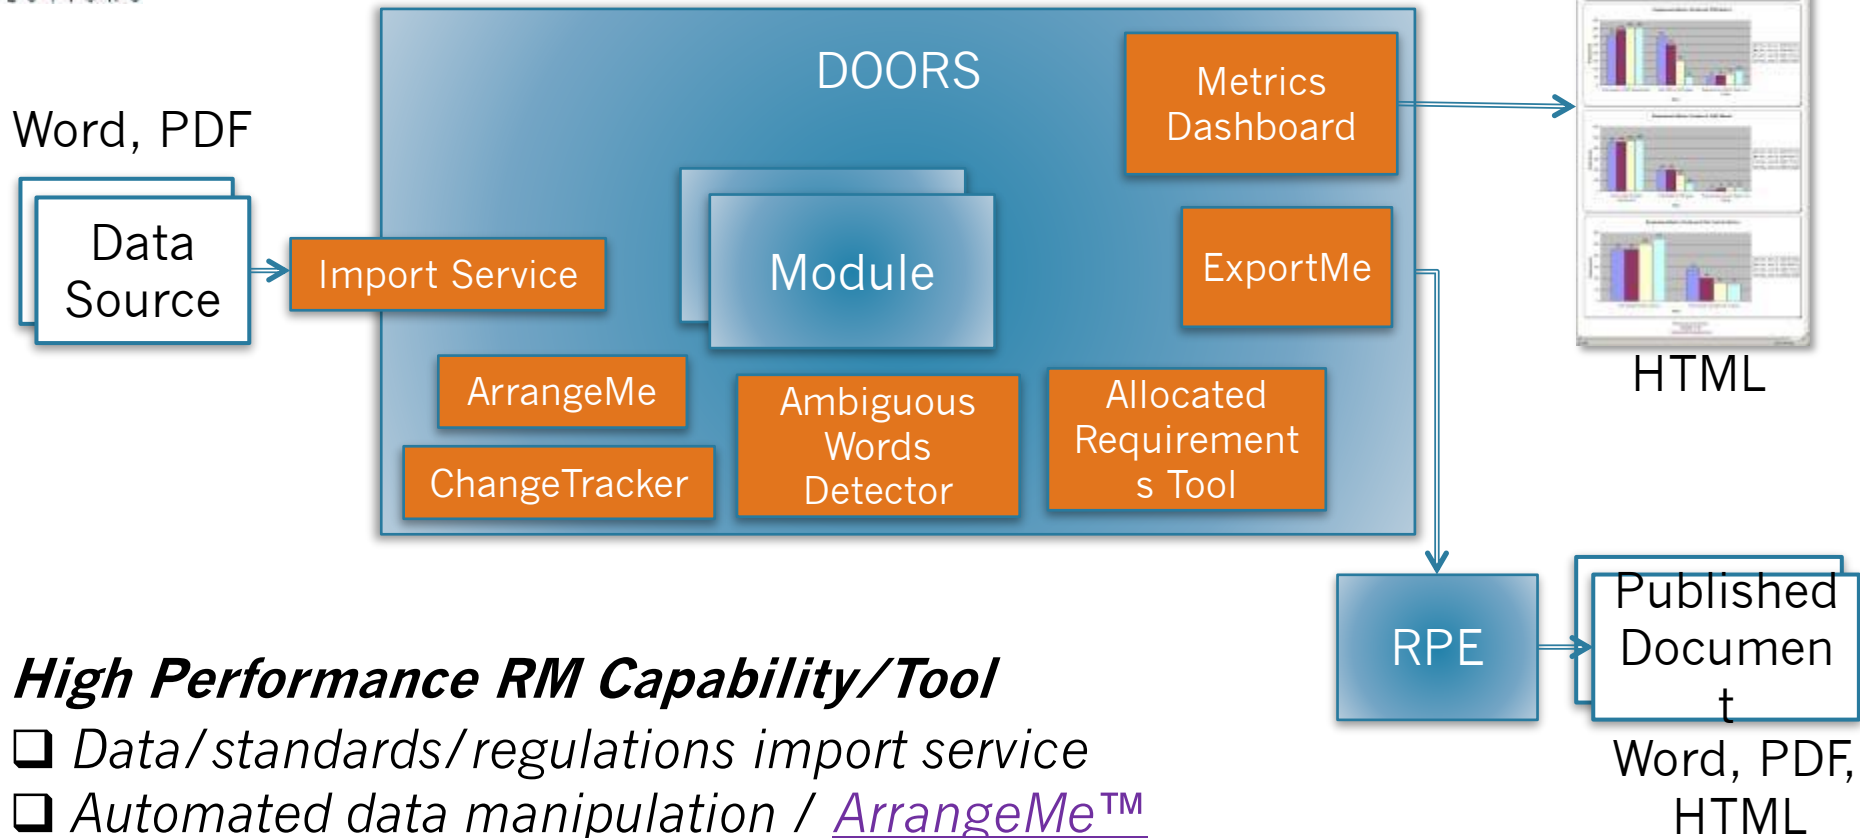 DOORS
Metrics
Dashboard
Word, PDF
Data
Source
Import Service
Module
ExportMe
HTML
ArrangeMe
ChangeTracker
Ambiguous
Words
Detector
Allocated
Requirement
s Tool
RPE
Published
Documen
t
Word, PDF,
HTML
High Performance RM Capability/Tool
❑ Data/standards/regulations import service
❑ Automated data manipulation / ArrangeMe™